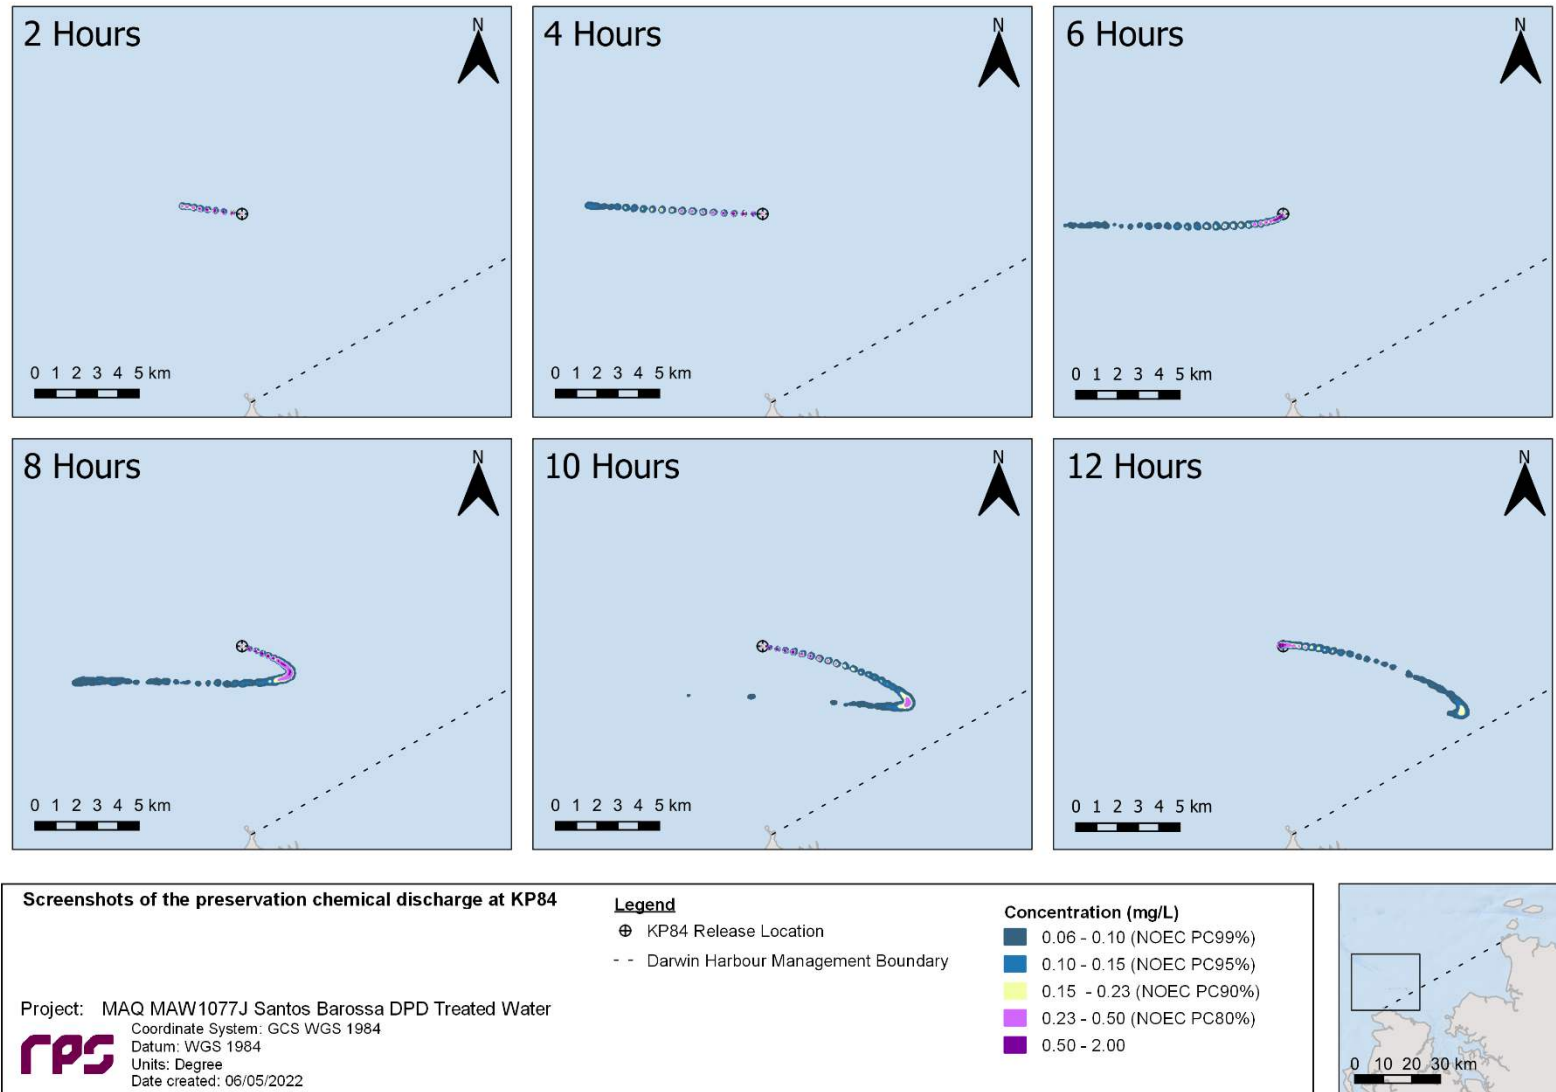 2 Hours
N
0 1 2 3 4 5 km
4 Hours
N
0 1 2 3 4 5 km
6 Hours
N
0 1 2 3 4 5 km
8 Hours
N
0 1 2 3 4 5 km
10 Hours
N
0 1 2 3 4 5 km
12 Hours
N
0 1 2 3 4 5 km
Screenshots of the preservation chemical discharge at KP84
Project: MAQ MAW1077J Santos Barossa DPD Treated Water
rps
Coordinate System: GCS WGS 1984
Datum: WGS 1984
Units: Degree
Date created: 06/05/2022
Legend
KP84 Release Location
- - Darwin Harbour Management Boundary
Concentration (mg/L)
0.06 - 0.10 (NOEC PC99%)
0.10 - 0.15 (NOEC PC95%)
0.15 - 0.23 (NOEC PC90%)
0.23 - 0.50 (NOEC PC80%)
0.50 - 2.00
0 10 20 30 km